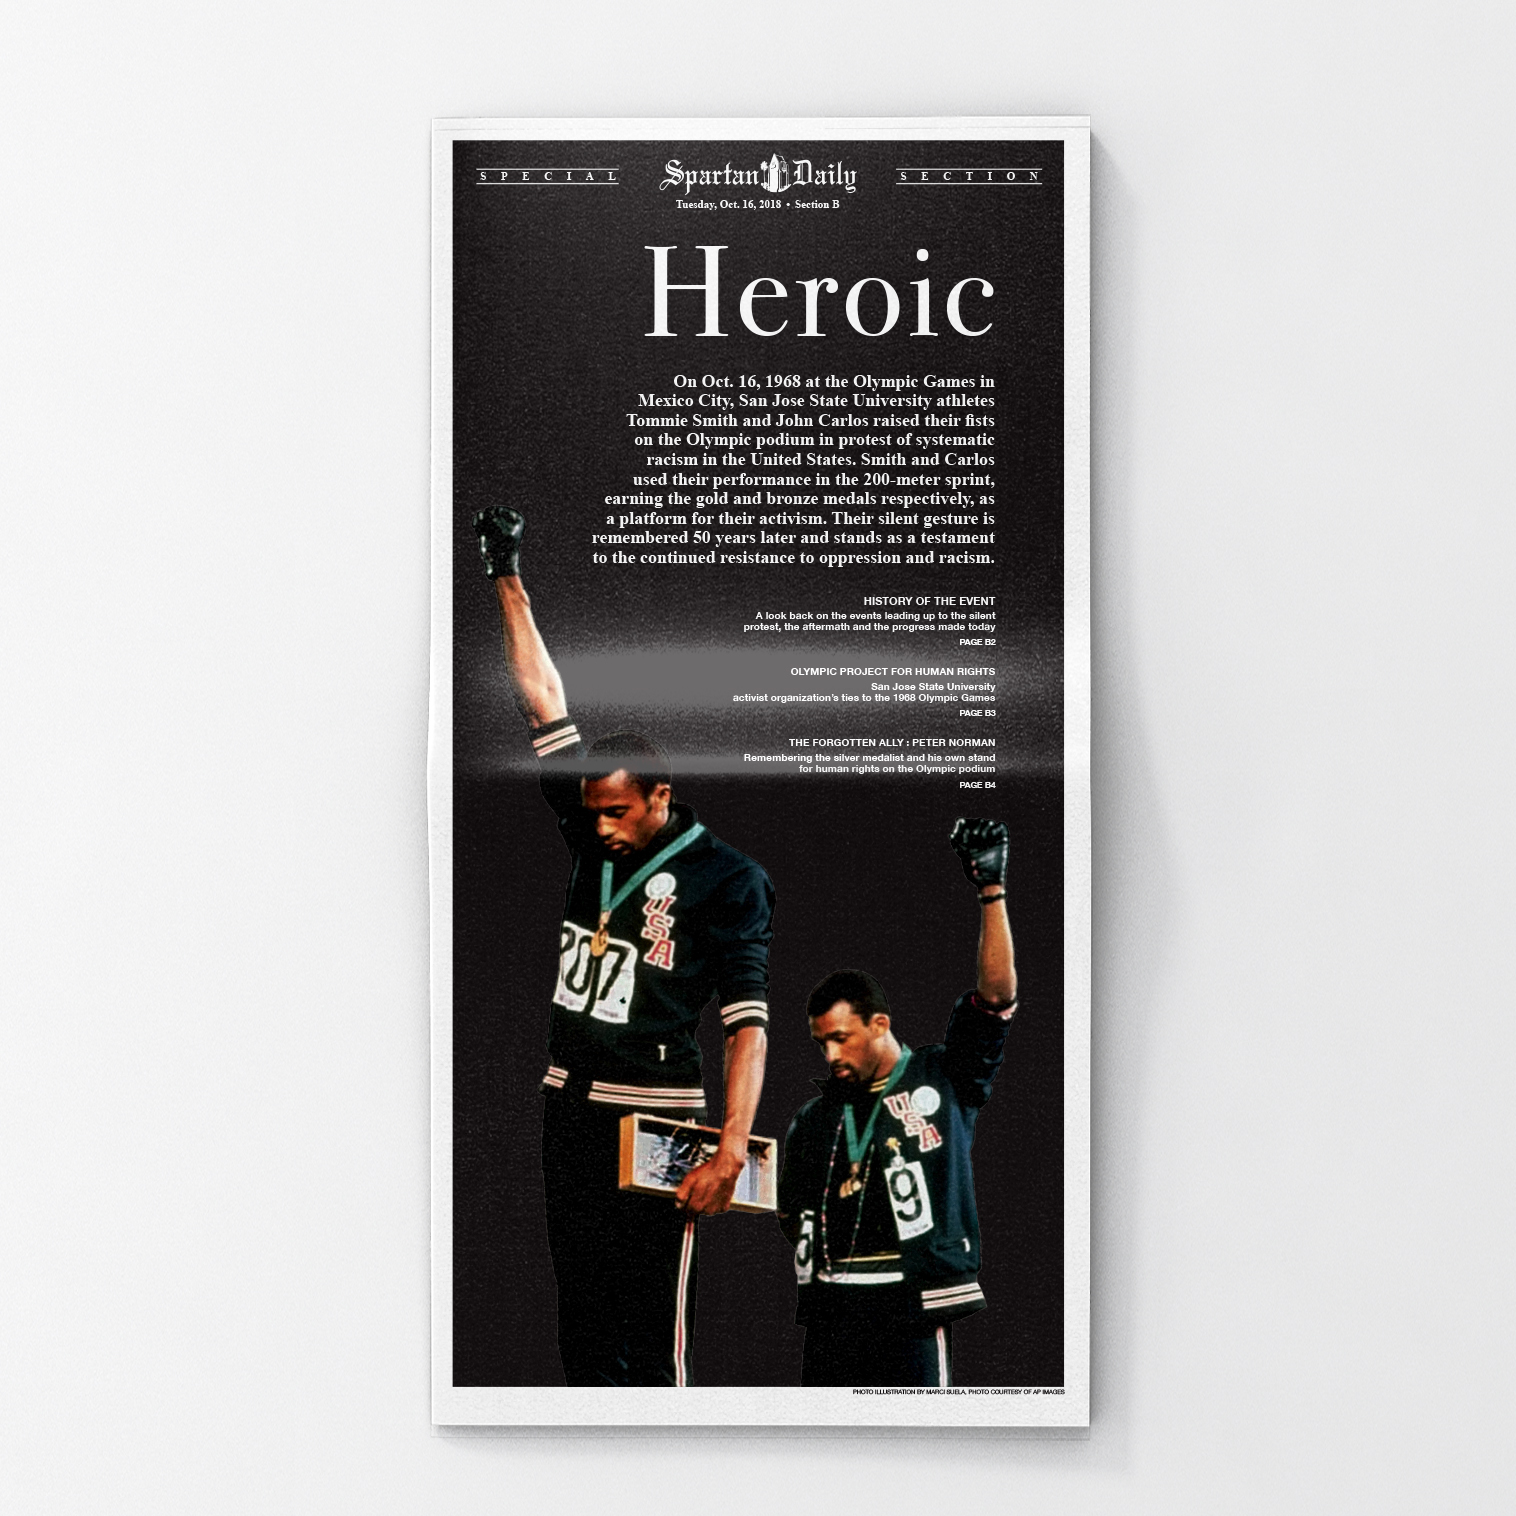 SPECIAL
Spartan Daily
SECTION
Tuesday, Oct. 16, 2018 • Section B
Heroic
On Oct. 16, 1968 at the Olympic Games in
Mexico City, San Jose State University athletes
Tommie Smith and John Carlos raised their fists
on the Olympic podium in protest of systematic
racism in the United States. Smith and Carlos
used their performance in the 200-meter sprint,
earning the gold and bronze medals respectively, as
a platform for their activism. Their silent gesture is
remembered 50 years later and stands as a testament
to the continued resistance to oppression and racism.
HISTORY OF THE EVENT
A look back on the events leading up to the silent
protest, the aftermath and the progress made today
PAGE B2
OLYMPIC PROJECT FOR HUMAN RIGHTS
San Jose State University
activist organization's ties to the 1968 Olympic Games
PAGE B3
THE FORGOTTEN ALLY : PETER NORMAN
Remembering the silver medalist and his own stand
for human rights on the Olympic podium
PAGE B4
USA
307
USA
9
PHOTO ILLUSTRATION BY MARCI SUELA, PHOTO COURTESY OF AP IMAGES